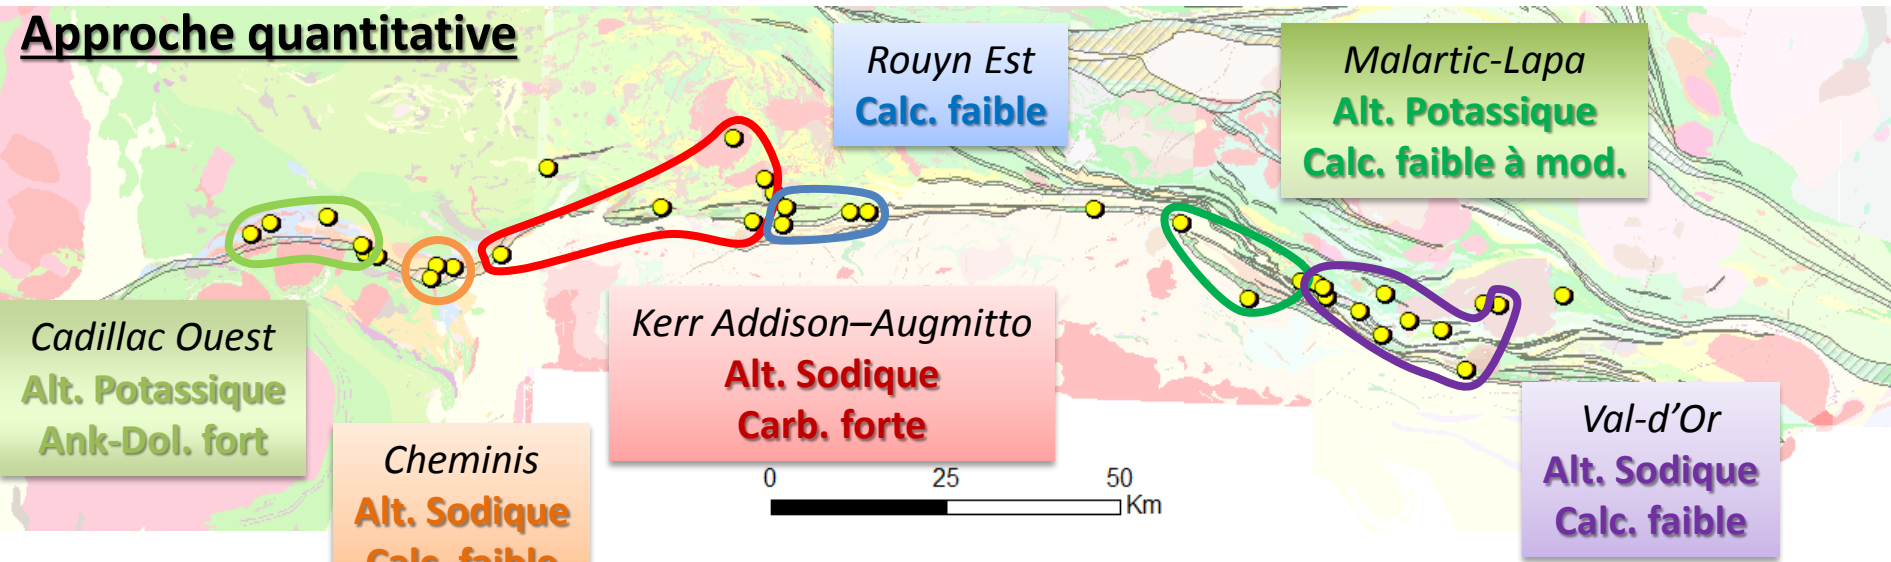 Approche quantitative
Rouyn Est
Calc. faible
Malartic-Lapa
Alt. Potassique
Calc. faible à mod.
Cadillac Ouest
Alt. Potassique
Ank-Dol. fort
Cheminis
Alt. Sodique
Calc. faible
Kerr Addison–Augmitto
Alt. Sodique
Carb. forte
0 25 50
Km
Val-d’Or
Alt. Sodique
Calc. faible